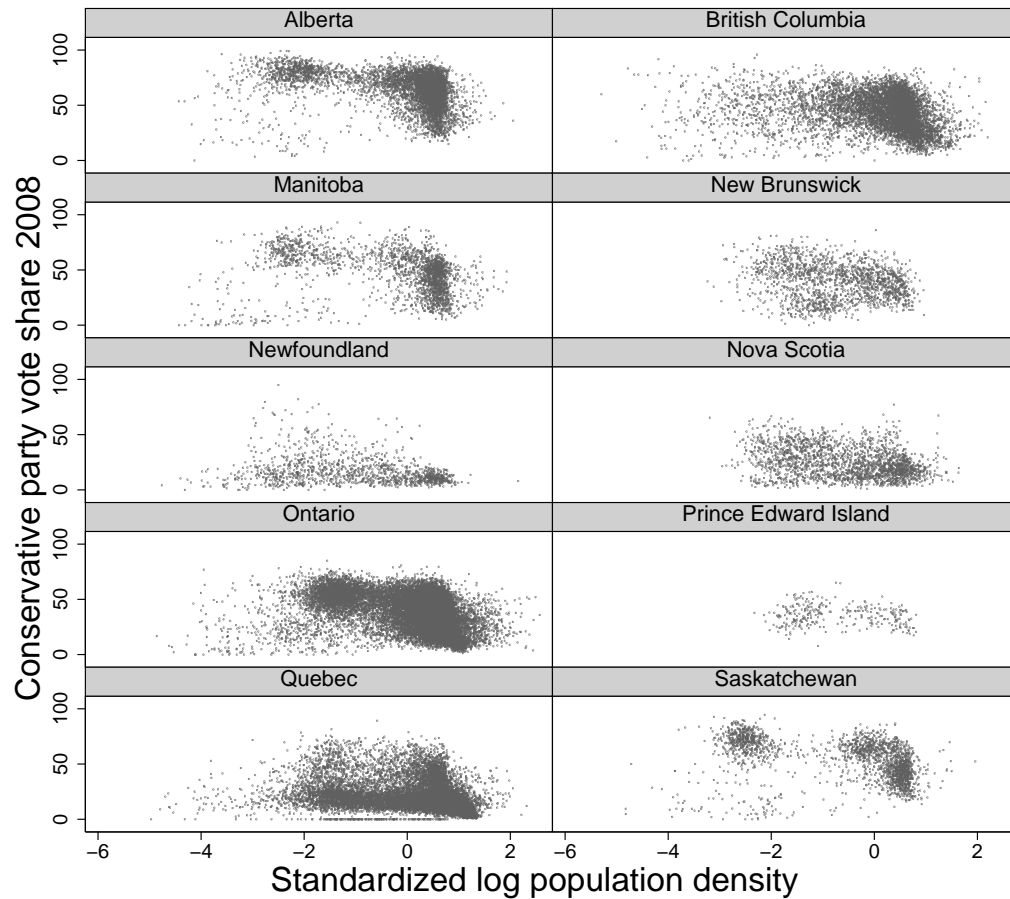 Alberta
British Columbia
0 50 100
Manitoba
New Brunswick
0 50 100
Newfoundland
Nova Scotia
0 50 100
Ontario
Prince Edward Island
0 50 100
Quebec
Saskatchewan
0 50 100
Conservative party vote share 2008
−6 −4 −2 0 2
−6 −4 −2 0 2
Standardized log population density